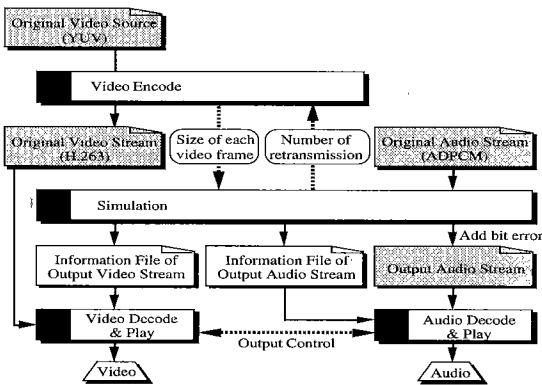 Original Video Source
(YUV)
Video Encode
Original Video Stream
(H.263)
Size of each
video frame
Number of
retransmission
Original Audio Stream
(ADPCM)
Simulation
Add bit error
Information File of
Output Video Stream
Information File of
Output Audio Stream
Output Audio Stream
Video Decode
& Play
Output Control
Audio Decode
& Play
Video
Audio